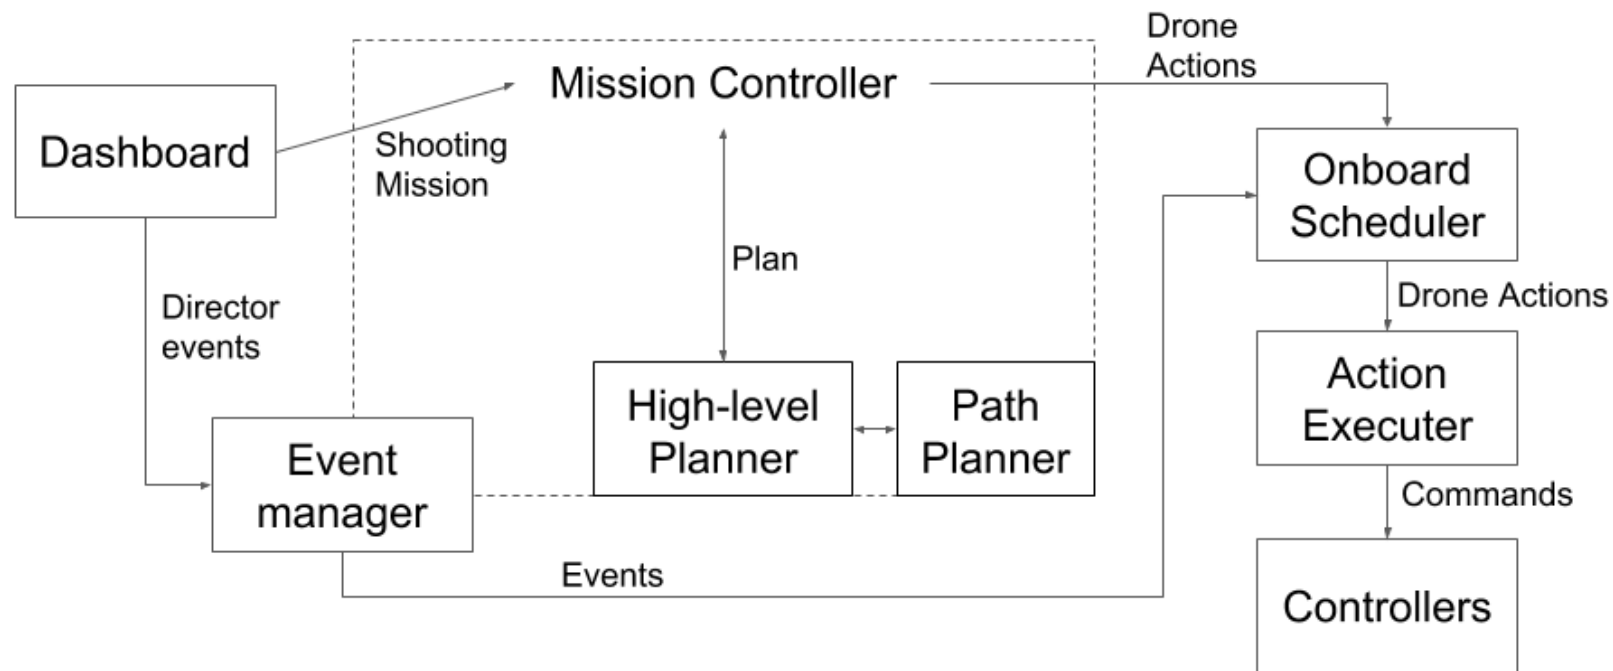 Drone
Actions
Mission Controller
Dashboard
Shooting
Mission
Onboard
Scheduler
Plan
Director
events
Drone Actions
High-level
Planner
Path
Planner
Action
Executer
Event
manager
Commands
Events
Controllers